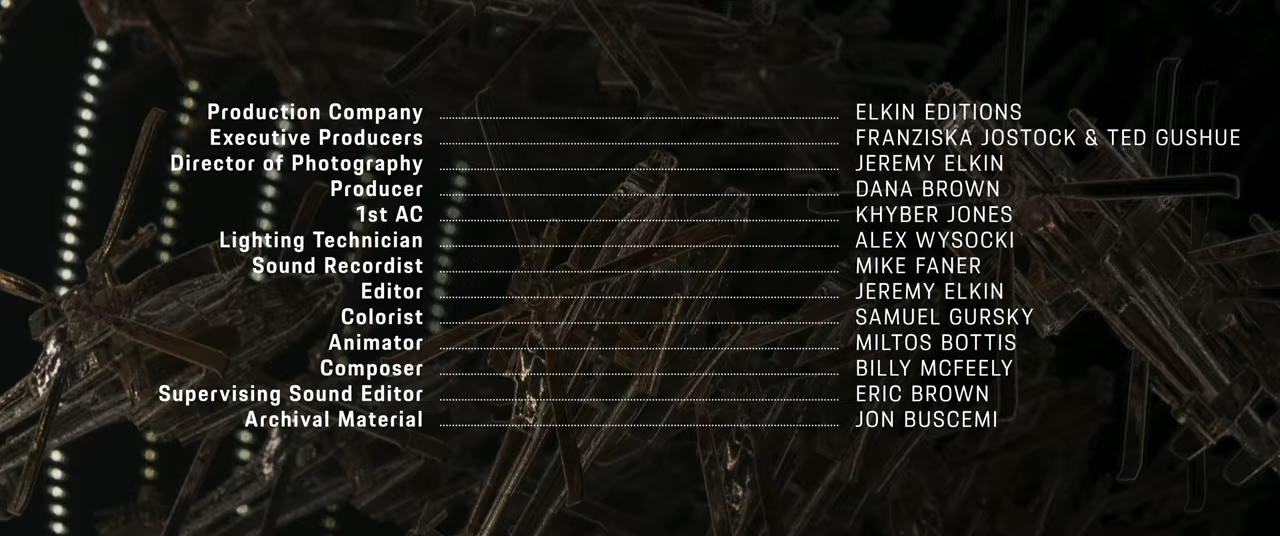 Production Company ELKIN EDITIONS
Executive Producers FRANZISKA JOSTOCK & TED GUSHUE
Director of Photography JEREMY ELKIN
Producer DANA BROWN
1st AC KHYBER JONES
Lighting Technician ALEX WYSOCKI
Sound Recordist MIKE FANER
Editor JEREMY ELKIN
Colorist SAMUEL GURSKY
Animator MILTOS BOTTIS
Composer BILLY MCFEELY
Supervising Sound Editor ERIC BROWN
Archival Material JON BUSCEMI